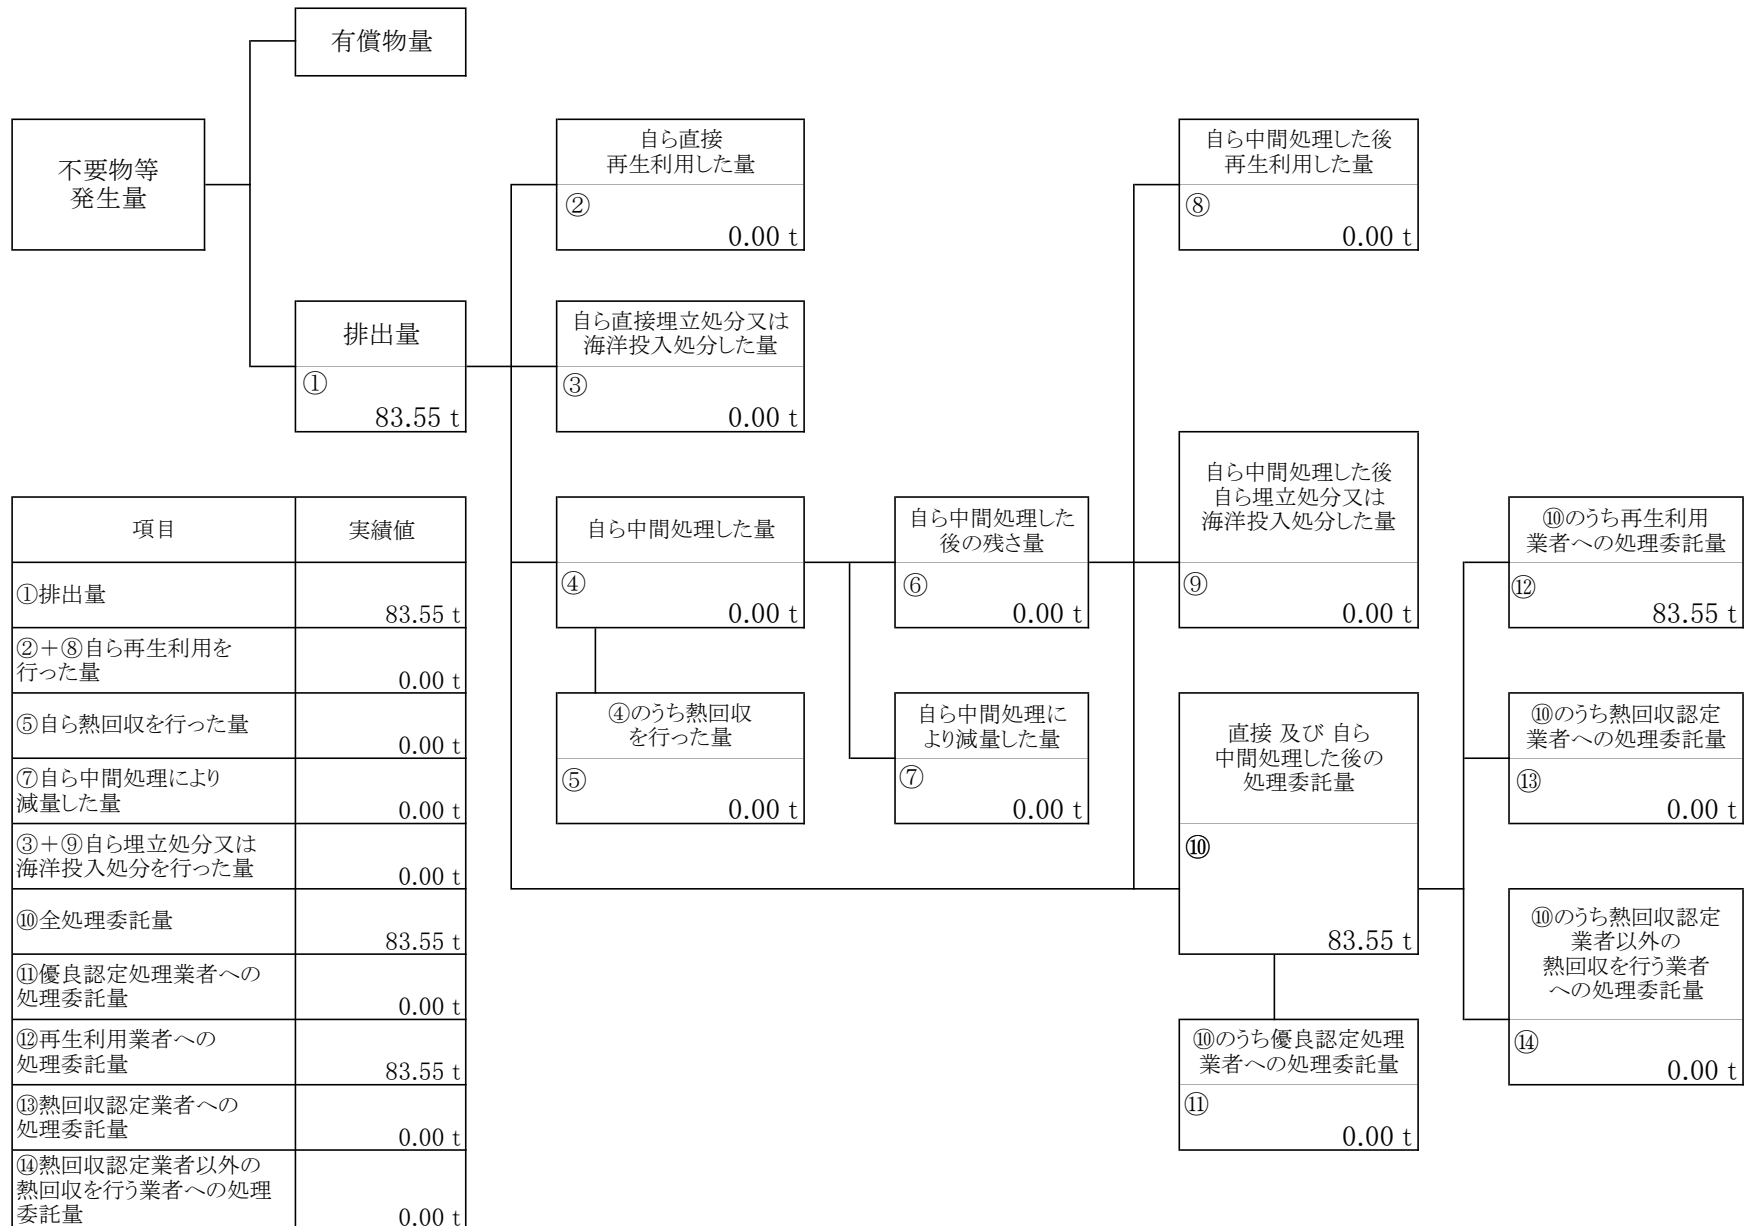 有償物量
不要物等
発生量
自ら直接
再生利用した量
②
0.00 t
自ら中間処理した後
再生利用した量
⑧
0.00 t
排出量
①
83.55 t
自ら直接埋立処分又は
海洋投入処分した量
③
0.00 t
自ら中間処理した量
④
0.00 t
自ら中間処理した
後の残さ量
⑥
0.00 t
自ら中間処理した後
自ら埋立処分又は
海洋投入処分した量
⑨
0.00 t
⑩のうち再生利用
業者への処理委託量
⑫
83.55 t
④のうち熱回収
を行った量
⑤
0.00 t
自ら中間処理に
より減量した量
⑦
0.00 t
直接 及び 自ら
中間処理した後の
処理委託量
⑩
83.55 t
⑩のうち熱回収認定
業者への処理委託量
⑬
0.00 t
⑩のうち熱回収認定
業者以外の
熱回収を行う業者
への処理委託量
⑭
0.00 t
⑩のうち優良認定処理
業者への処理委託量
⑪
0.00 t
項目 実績値
①排出量
83.55 t
②＋⑧自ら再生利用を
行った量
0.00 t
⑤自ら熱回収を行った量
0.00 t
⑦自ら中間処理により
減量した量
0.00 t
③＋⑨自ら埋立処分又は
海洋投入処分を行った量
0.00 t
⑩全処理委託量
83.55 t
⑪優良認定処理業者への
処理委託量
0.00 t
⑫再生利用業者への
処理委託量
83.55 t
⑬熱回収認定業者への
処理委託量
0.00 t
⑭熱回収認定業者以外の
熱回収を行う業者への処理
委託量
0.00 t